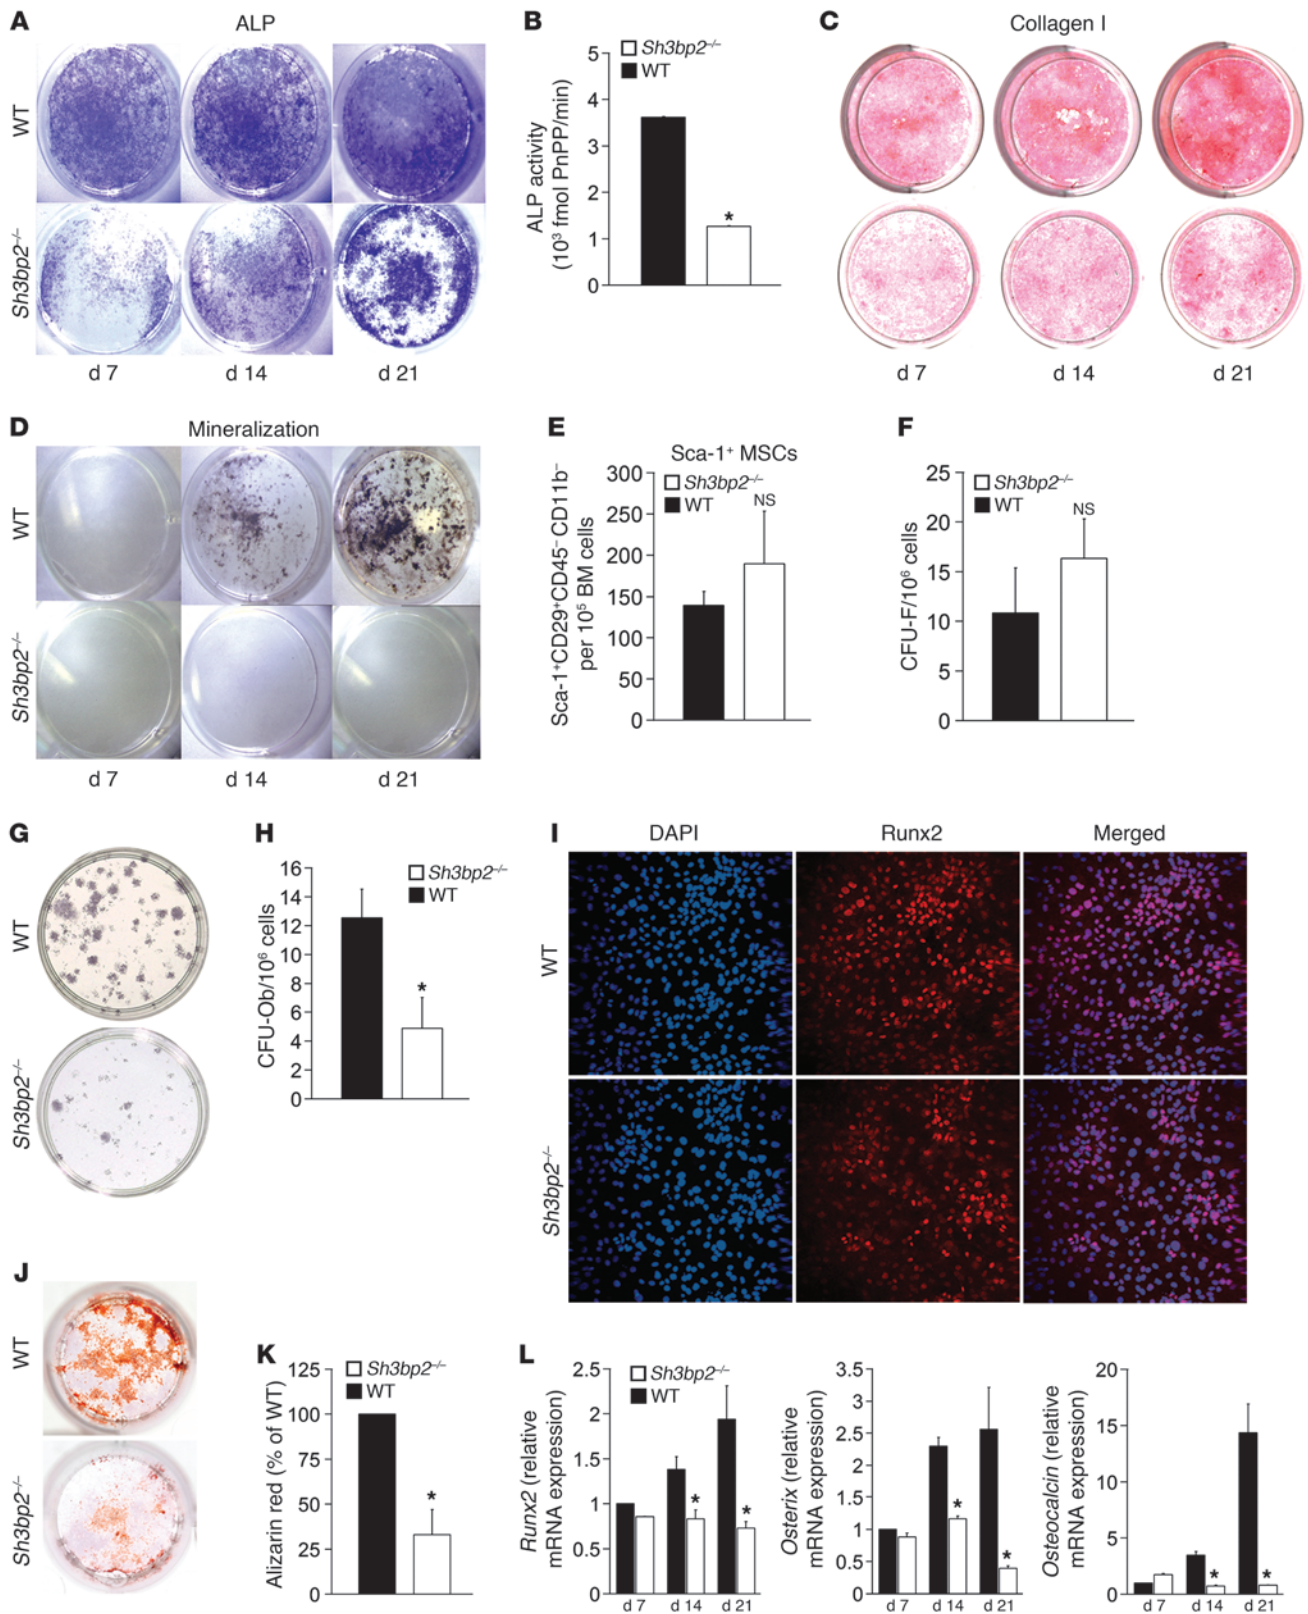 A
ALP
WT
Sh3bp2–/–
d 7
d 14
d 21
B
Sh3bp2–/–
WT
ALP activity
(10³ fmol PnPP/min)
5
4
3
2
1
0
*
C
Collagen I
d 7
d 14
d 21
D
Mineralization
WT
Sh3bp2–/–
d 7
d 14
d 21
E
Sca-1⁺ MSCs
Sh3bp2–/–
WT
NS
Sca-1⁺CD29⁺CD45⁻CD11b⁻
per 10⁵ BM cells
300
250
200
150
100
50
0
F
Sh3bp2–/–
WT
NS
CFU-F/10⁶ cells
25
20
15
10
5
0
G
WT
Sh3bp2–/–
H
Sh3bp2–/–
WT
CFU-Ob/10⁶ cells
16
14
12
10
8
6
4
2
0
*
I
DAPI
Runx2
Merged
WT
Sh3bp2–/–
J
WT
Sh3bp2–/–
K
Sh3bp2–/–
WT
Alizarin red (% of WT)
125
100
75
50
25
0
*
L
Sh3bp2–/–
WT
Runx2 (relative
mRNA expression)
2.5
2
1.5
1
0.5
0
*
*
d 7
d 14
d 21
Osterix (relative
mRNA expression)
3.5
3
2.5
2
1.5
1
0.5
0
*
*
d 7
d 14
d 21
Osteocalcin (relative
mRNA expression)
20
15
10
5
0
*
*
d 7
d 14
d 21